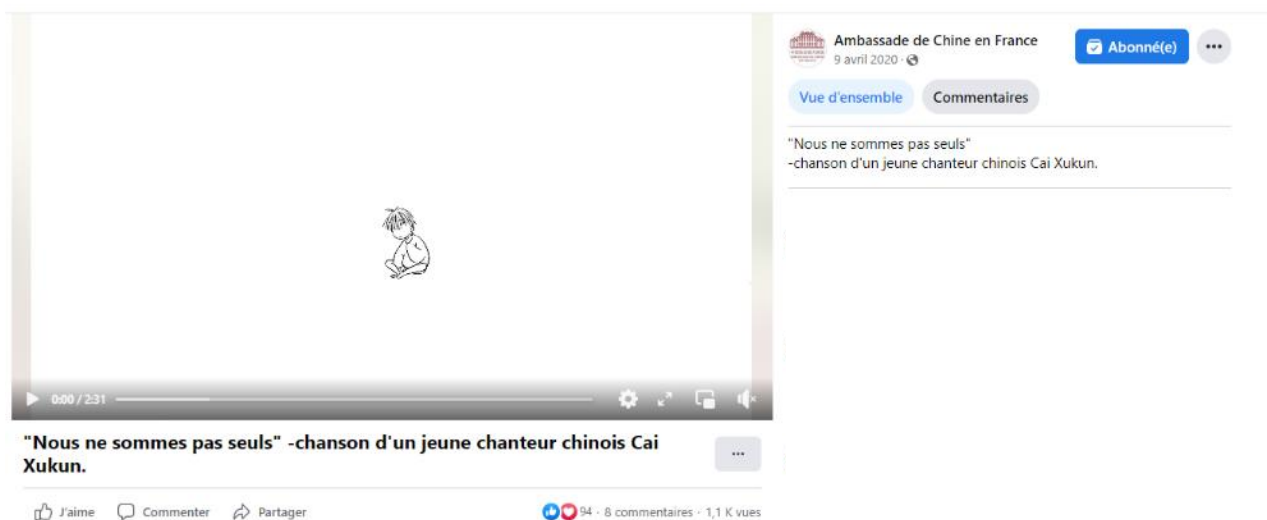 Ambassade de Chine en France
9 avril 2020 ·
Abonné(e)
Vue d'ensemble
Commentaires
"Nous ne sommes pas seuls"
-chanson d'un jeune chanteur chinois Cai Xukun.
0:00 / 2:31
"Nous ne sommes pas seuls" -chanson d'un jeune chanteur chinois Cai
Xukun.
J'aime
Commenter
Partager
94 · 8 commentaires · 1,1 K vues